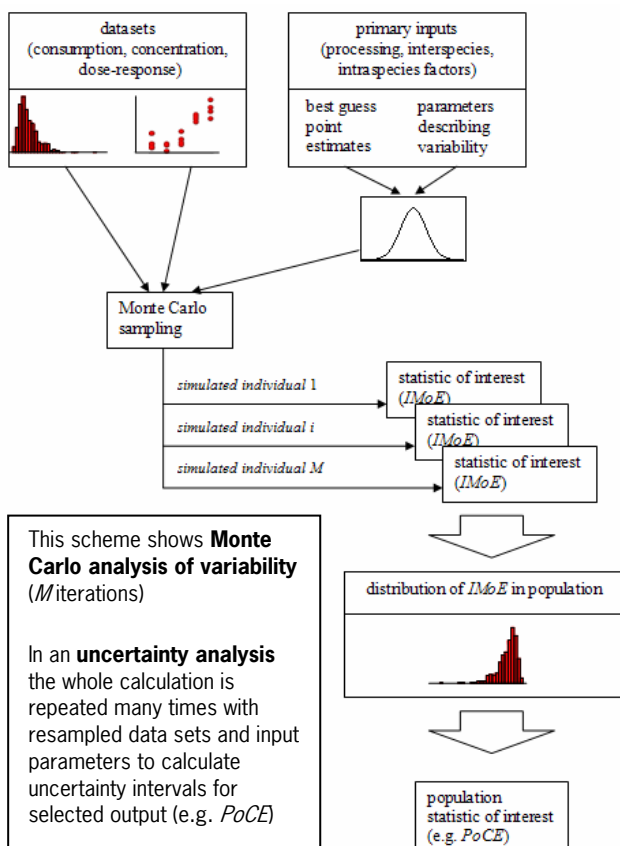 datasets
(consumption, concentration,
dose-response)
primary inputs
(processing, interspecies,
intraspecies factors)
best guess
point
estimates
parameters
describing
variability
Monte Carlo
sampling
simulated individual 1
simulated individual i
simulated individual M
statistic of interest
(IMoE)
statistic of interest
(IMoE)
statistic of interest
(IMoE)
This scheme shows Monte
Carlo analysis of variability
(M iterations)
In an uncertainty analysis
the whole calculation is
repeated many times with
resampled data sets and input
parameters to calculate
uncertainty intervals for
selected output (e.g. PoCE)
distribution of IMoE in population
population
statistic of interest
(e.g. PoCE)